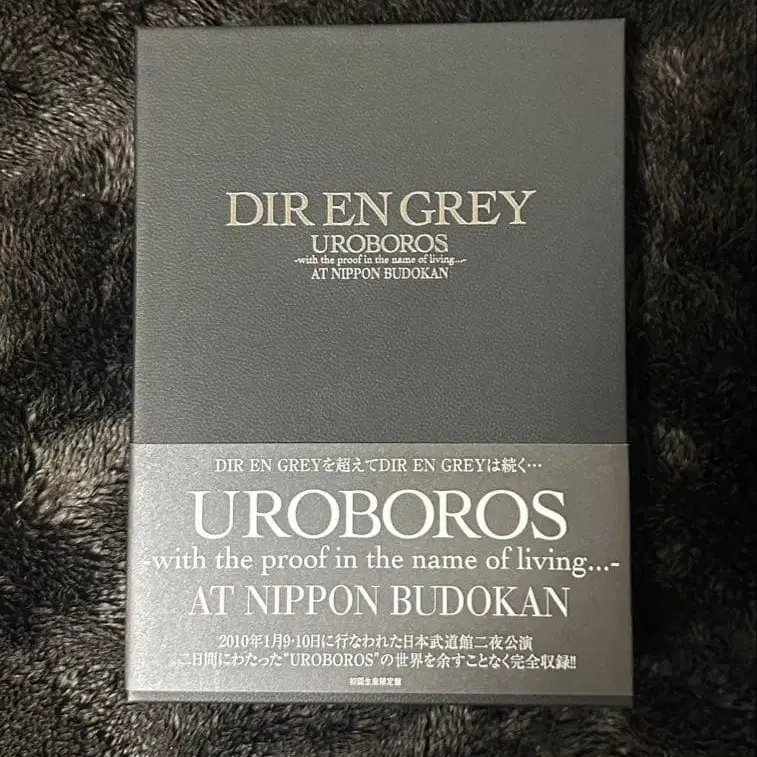 DIR EN GREY
UROBOROS
-with the proof in the name of living...-
AT NIPPON BUDOKAN
DIR EN GREYを超えてDIR EN GREYは続く…
UROBOROS
-with the proof in the name of living...-
AT NIPPON BUDOKAN
2010年1月9・10日に行なわれた日本武道館二夜公演
二日間にわたった"UROBOROS"の世界を余すことなく完全収録!!
初回生産限定盤